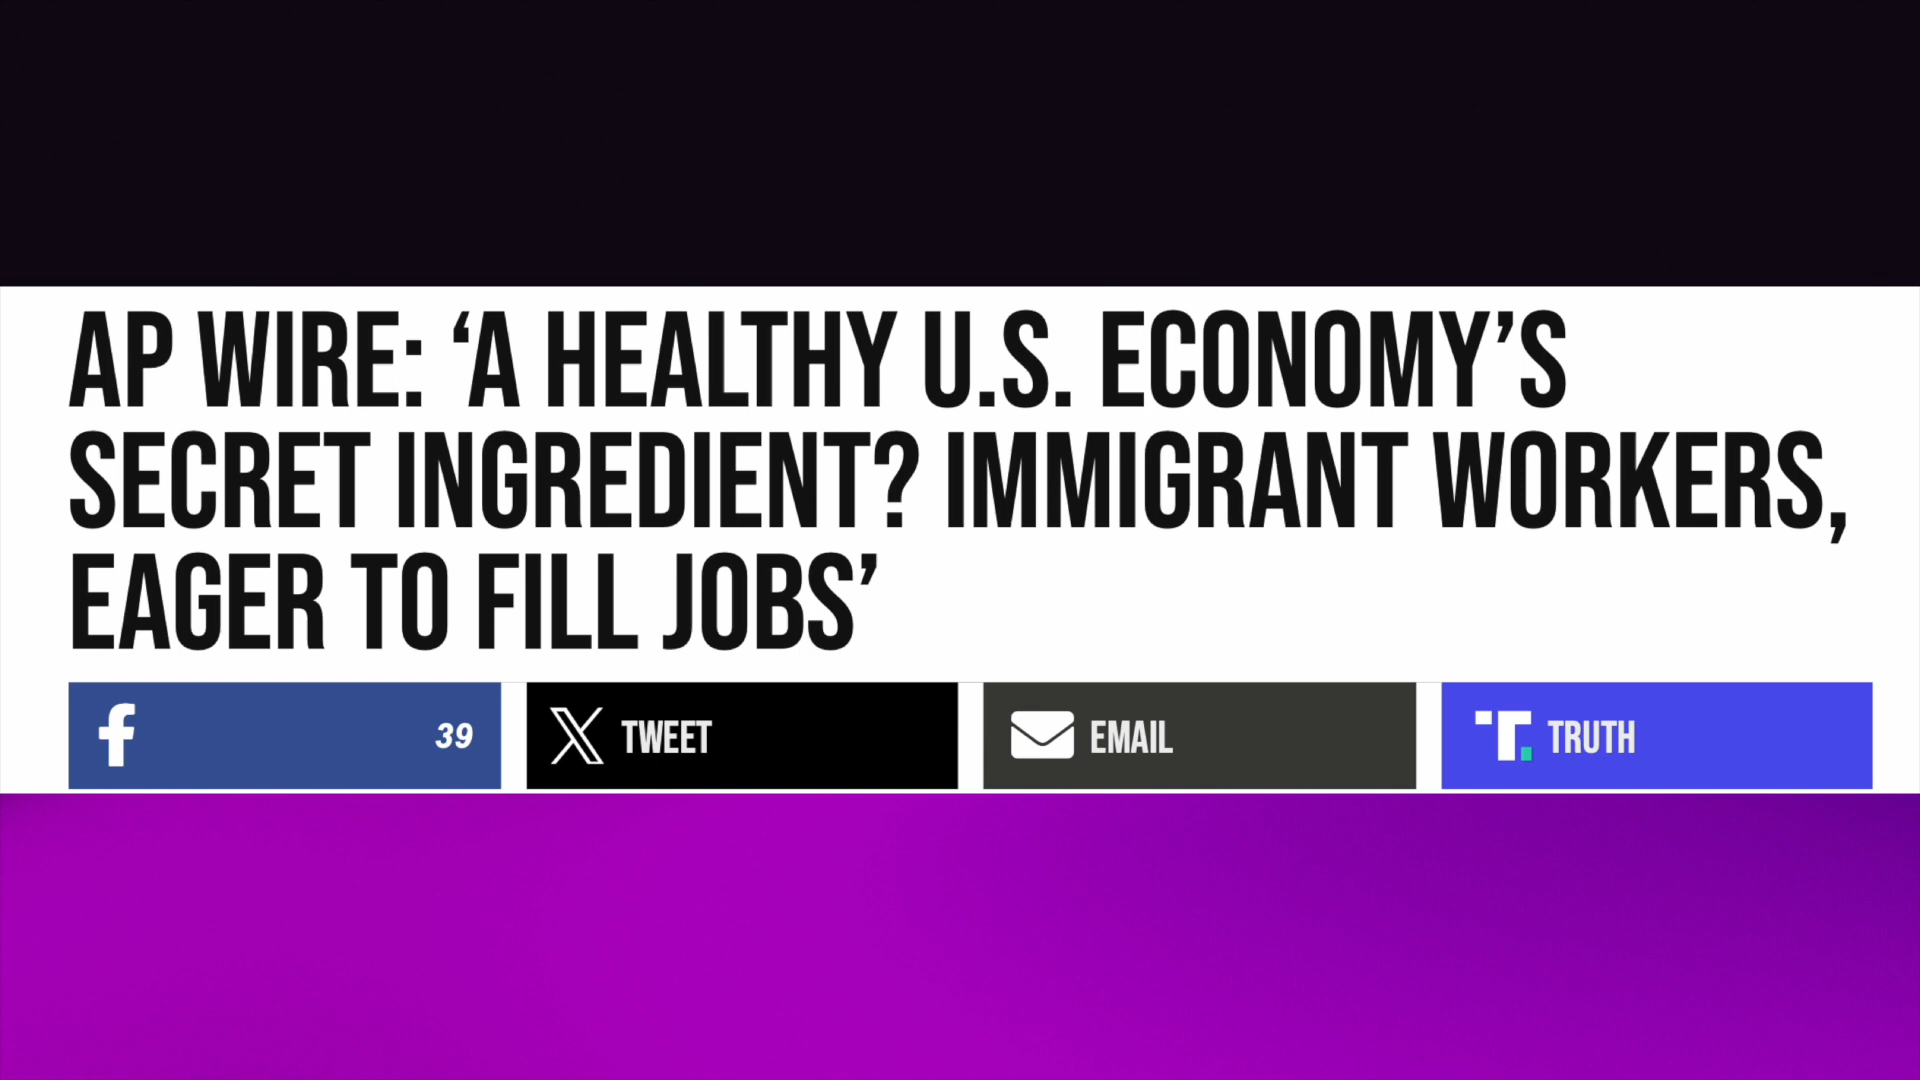 AP WIRE: ‘A HEALTHY U.S. ECONOMY’S
SECRET INGREDIENT? IMMIGRANT WORKERS,
EAGER TO FILL JOBS’
39
TWEET
EMAIL
TRUTH